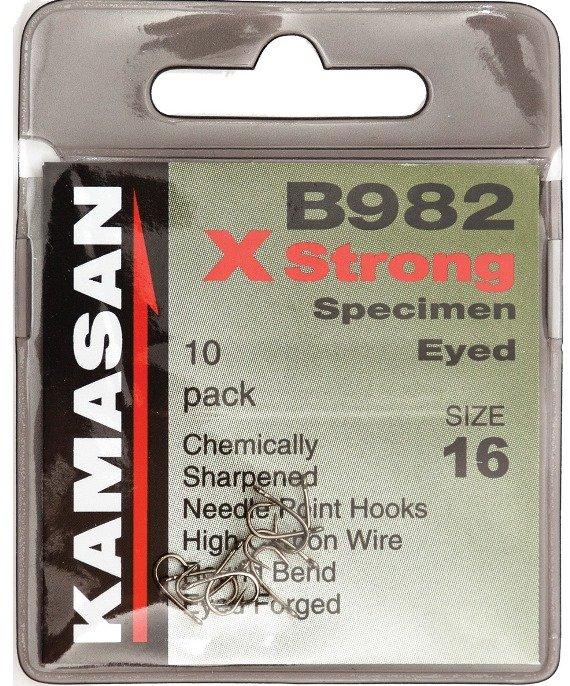 KAMASAN
B982
X Strong
Specimen
Eyed
10
pack
SIZE
16
Chemically
Sharpened
Needle Point Hooks
High Wire
Bend
Forged